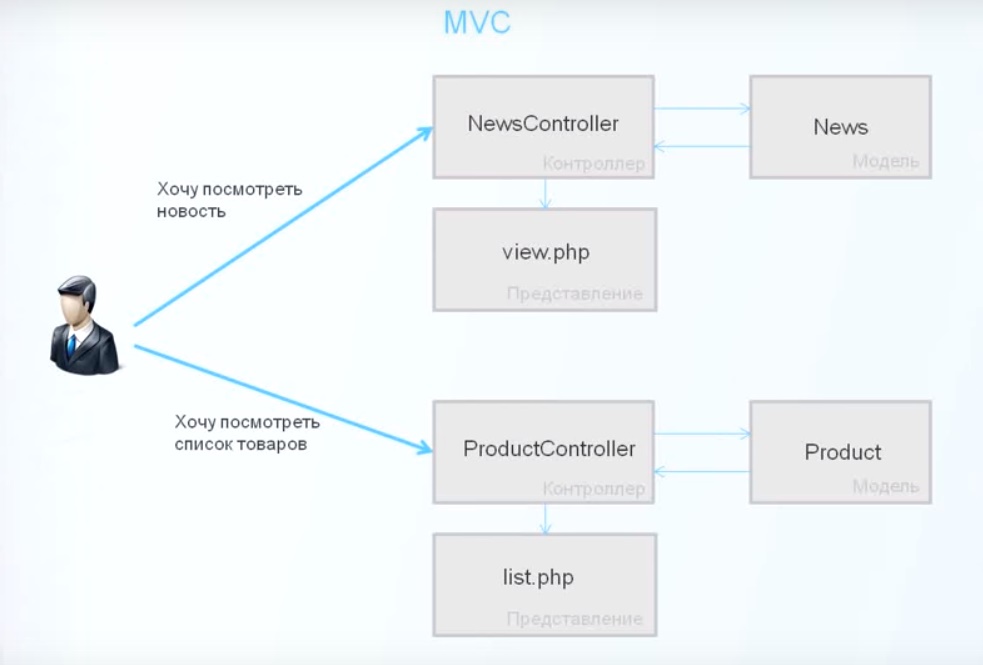 MVC
NewsController
Контроллер
News
Модель
Хочу посмотреть
новость
view.php
Представление
Хочу посмотреть
список товаров
ProductController
Контроллер
Product
Модель
list.php
Представление